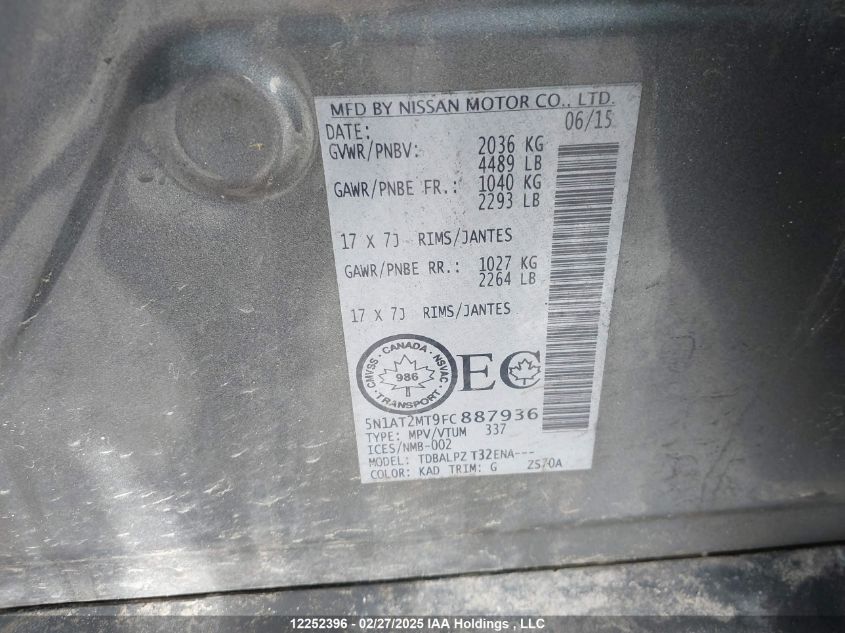 MFD BY NISSAN MOTOR CO., LTD.
DATE: 06/15
GVWR/PNBV: 2036 KG
4489 LB
GAWR/PNBE FR.: 1040 KG
2293 LB
17 X 7J RIMS/JANTES
GAWR/PNBE RR.: 1027 KG
2264 LB
17 X 7J RIMS/JANTES
CMVSS · CANADA · NSVAC
986
TRANSPORT
EC
5N1AT2MT9FC887936
TYPE: MPV/VTUM 337
ICES/NMB-002
MODEL: TDBALPZ T32ENA---
COLOR: KAD TRIM: G ZS70A
12252396 - 02/27/2025 IAA Holdings , LLC